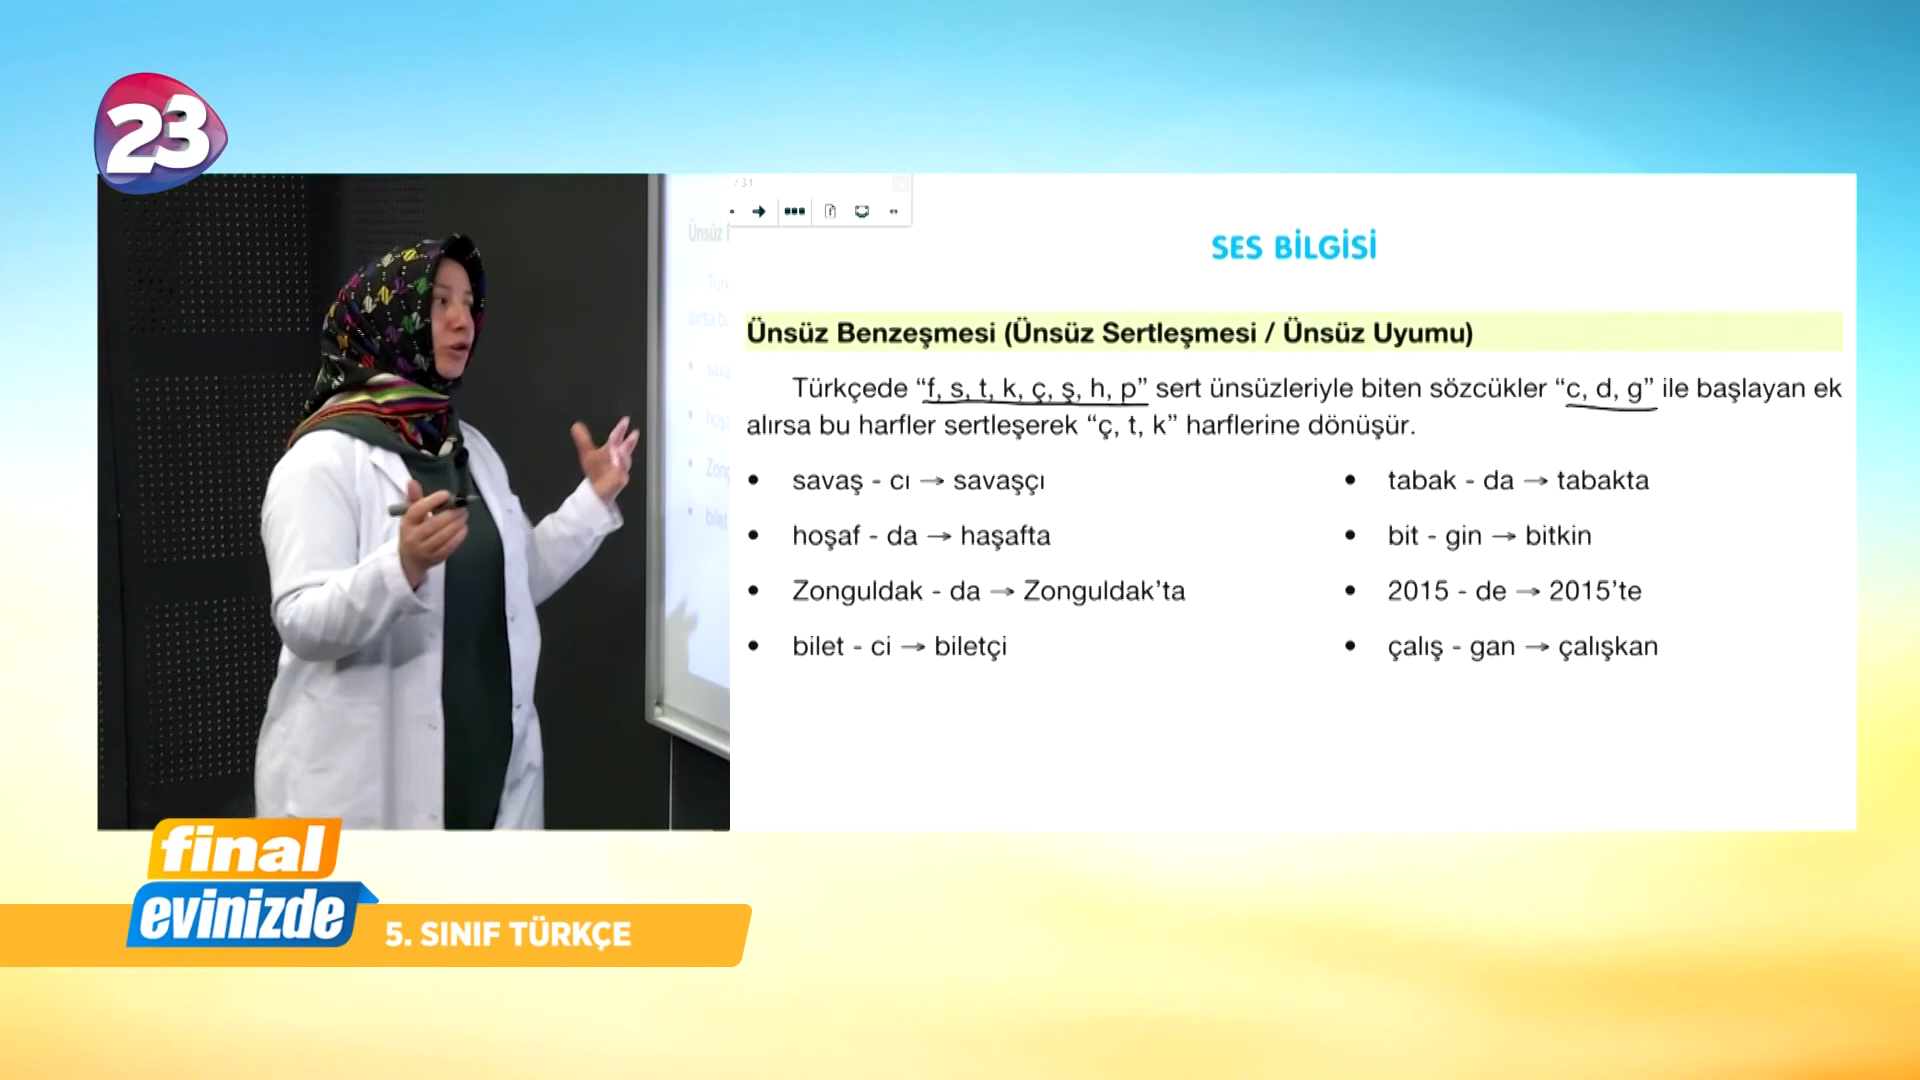 23
/ 31
SES BİLGİSİ
Ünsüz Benzeşmesi (Ünsüz Sertleşmesi / Ünsüz Uyumu)
Türkçede “f, s, t, k, ç, ş, h, p” sert ünsüzleriyle biten sözcükler “c, d, g” ile başlayan ek
alırsa bu harfler sertleşerek “ç, t, k” harflerine dönüşür.
• savaş - cı → savaşçı
• hoşaf - da → haşafta
• Zonguldak - da → Zonguldak’ta
• bilet - ci → biletçi
• tabak - da → tabakta
• bit - gin → bitkin
• 2015 - de → 2015’te
• çalış - gan → çalışkan
Ünsüz
final
evinizde
5. SINIF TÜRKÇE